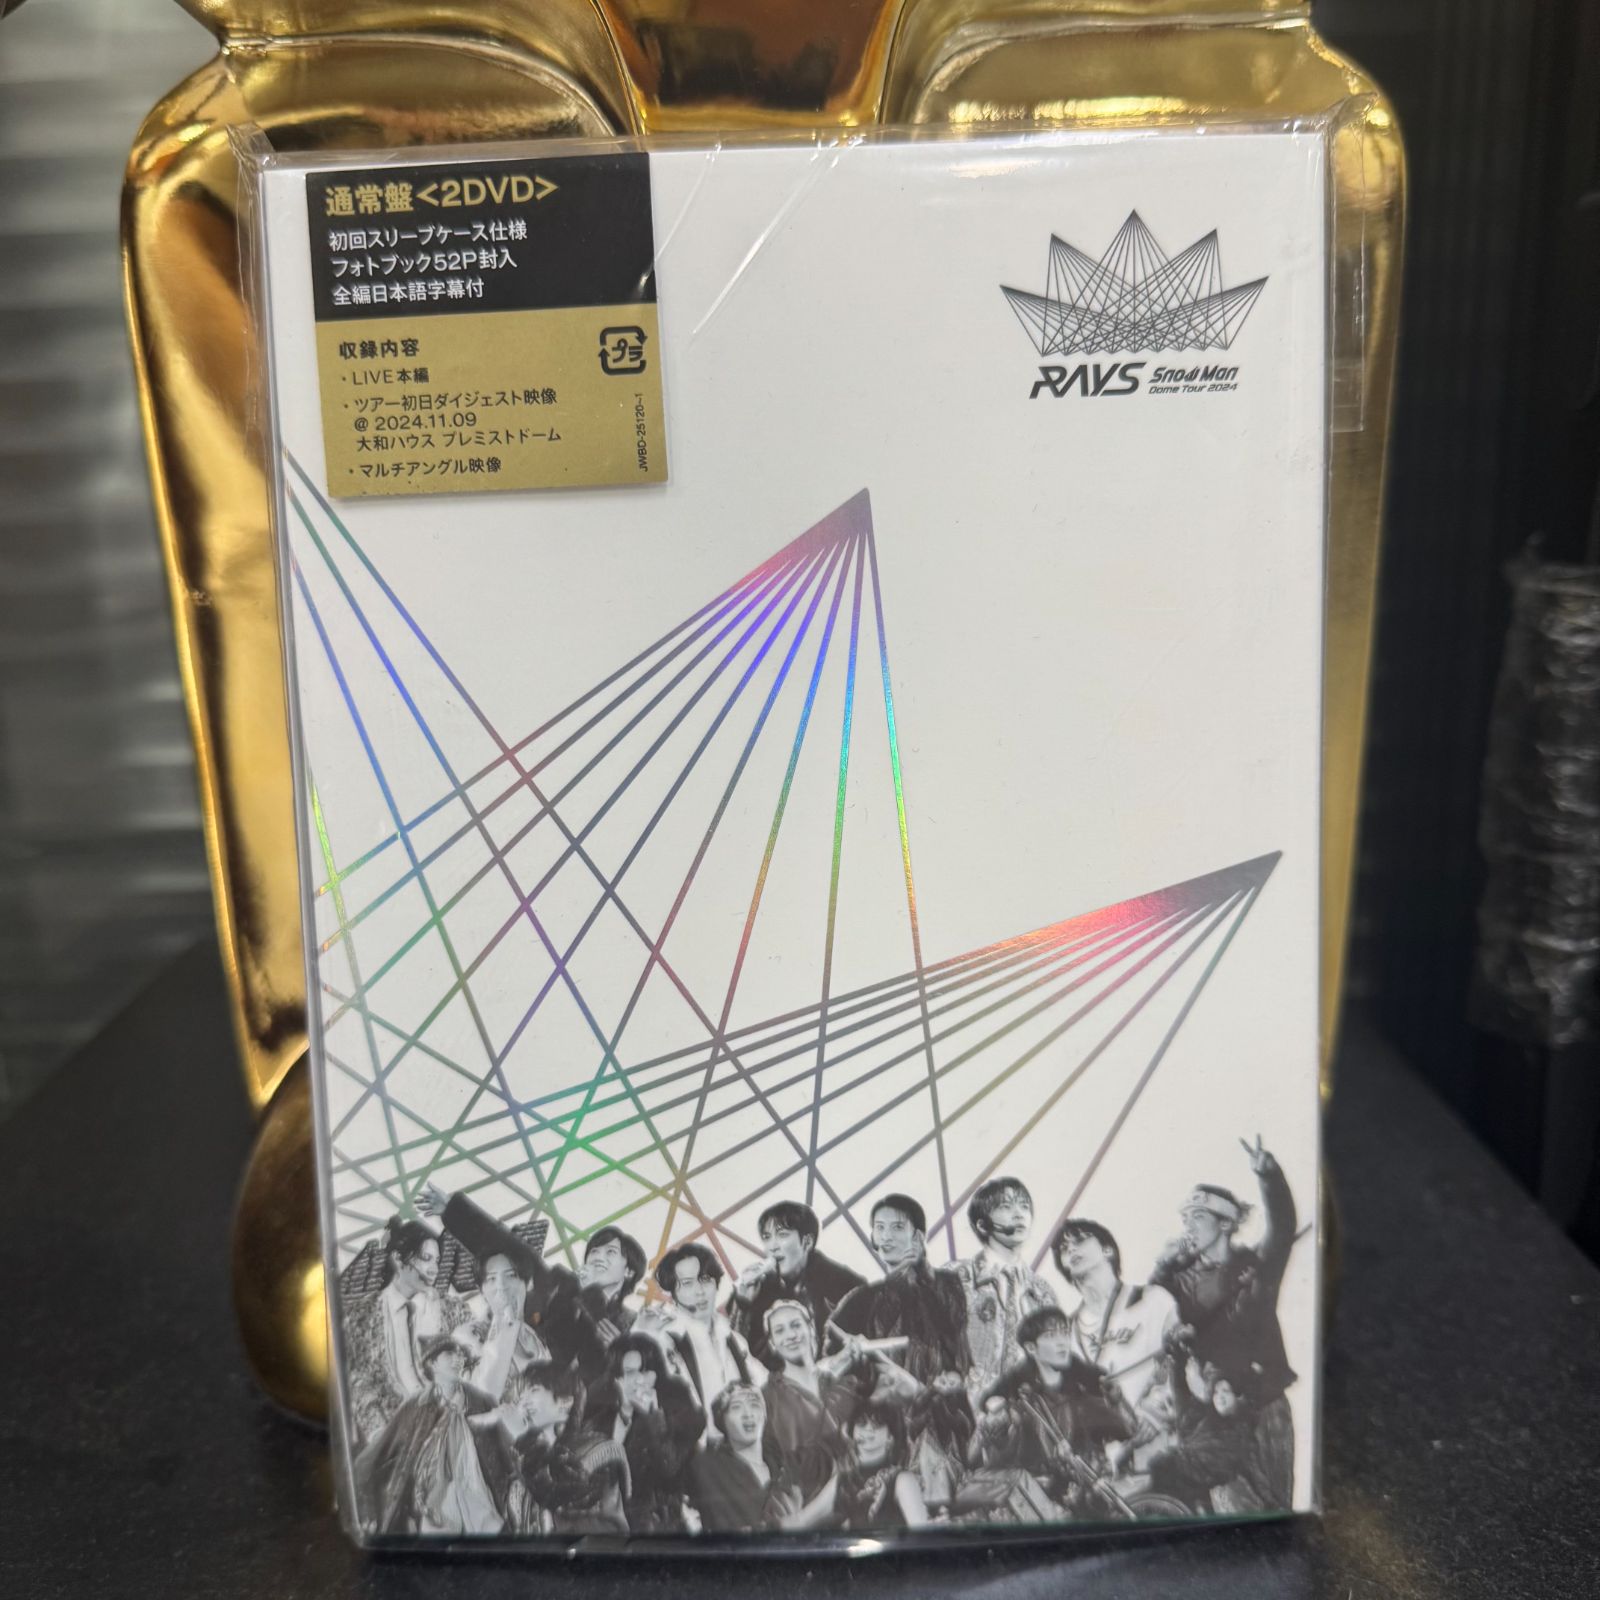 通常盤<2DVD>
初回スリーブケース仕様
フォトブック52P封入
全編日本語字幕付
収録内容
・LIVE本編
・ツアー初日ダイジェスト映像
@ 2024.11.09
大和ハウス プレミストドーム
・マルチアングル映像
プラ
JWBD-25120~1
RAYS Snow Man
Dome Tour 2024